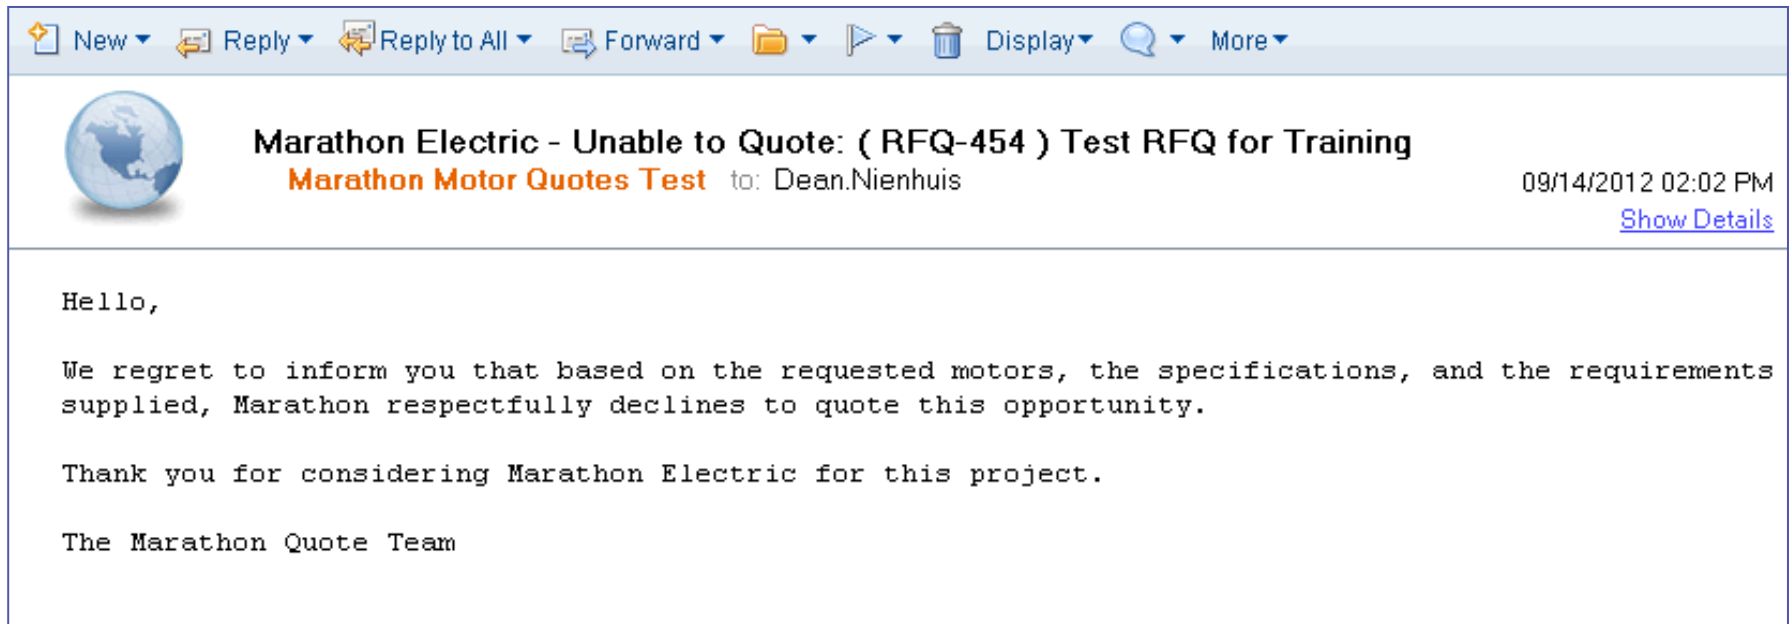 New Reply Reply to All Forward Display More
Marathon Electric - Unable to Quote: ( RFQ-454 ) Test RFQ for Training
Marathon Motor Quotes Test to: Dean.Nienhuis
09/14/2012 02:02 PM
Show Details
Hello,
We regret to inform you that based on the requested motors, the specifications, and the requirements
supplied, Marathon respectfully declines to quote this opportunity.
Thank you for considering Marathon Electric for this project.
The Marathon Quote Team